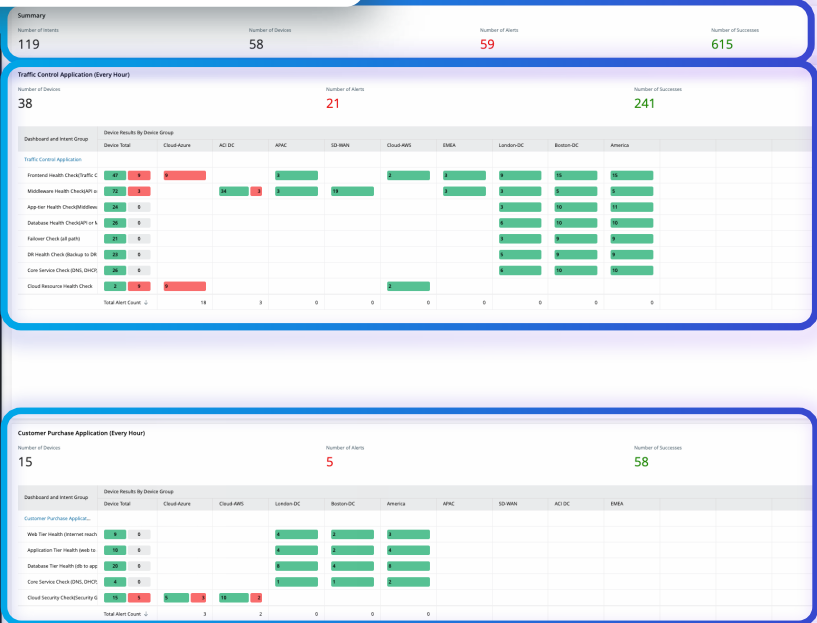 Summary
Number of Intents Number of Devices Number of Alerts Number of Successes
119 58 59 615
Traffic Control Application (Every Hour)
Number of Devices Number of Alerts Number of Successes
38 21 241
Dashboard and Intent Group Device Results By Device Group
Device Total Cloud-Azure ACI DC APAC SD-WAN Cloud-AWS EMEA London-DC Boston-DC America
Traffic Control Application
Frontend Health Check(Traffic C 47 9 9 3 2 3 9 15 15
Middleware Health Check(API o 72 3 34 3 3 19 3 3 5 5
App-tier Health Check(Middlewa 24 0 3 10 11
Database Health Check(API or M 26 0 6 10 10
Failover Check (all path) 21 0 3 9 9
DR Health Check (Backup to DR 23 0 5 9 9
Core Service Check (DNS, DHCP, 26 0 6 10 10
Cloud Resource Health Check 2 9 9 2
Total Alert Count ↓ 18 3 0 0 0 0 0 0 0
Customer Purchase Application (Every Hour)
Number of Devices Number of Alerts Number of Successes
15 5 58
Dashboard and Intent Group Device Results By Device Group
Device Total Cloud-Azure Cloud-AWS London-DC Boston-DC America APAC SD-WAN ACI DC EMEA
Customer Purchase Applicat...
Web Tier Health (Internet reach 9 0 4 2 3
Application Tier Health (web to 10 0 4 2 4
Database Tier Health (db to app 20 0 4
Core Service Check (DNS, DHCP, 4 0 1 1 2
Cloud Security Check(Security G 15 5 5 3 10 2
Total Alert Count ↓ 3 2 0 0 0